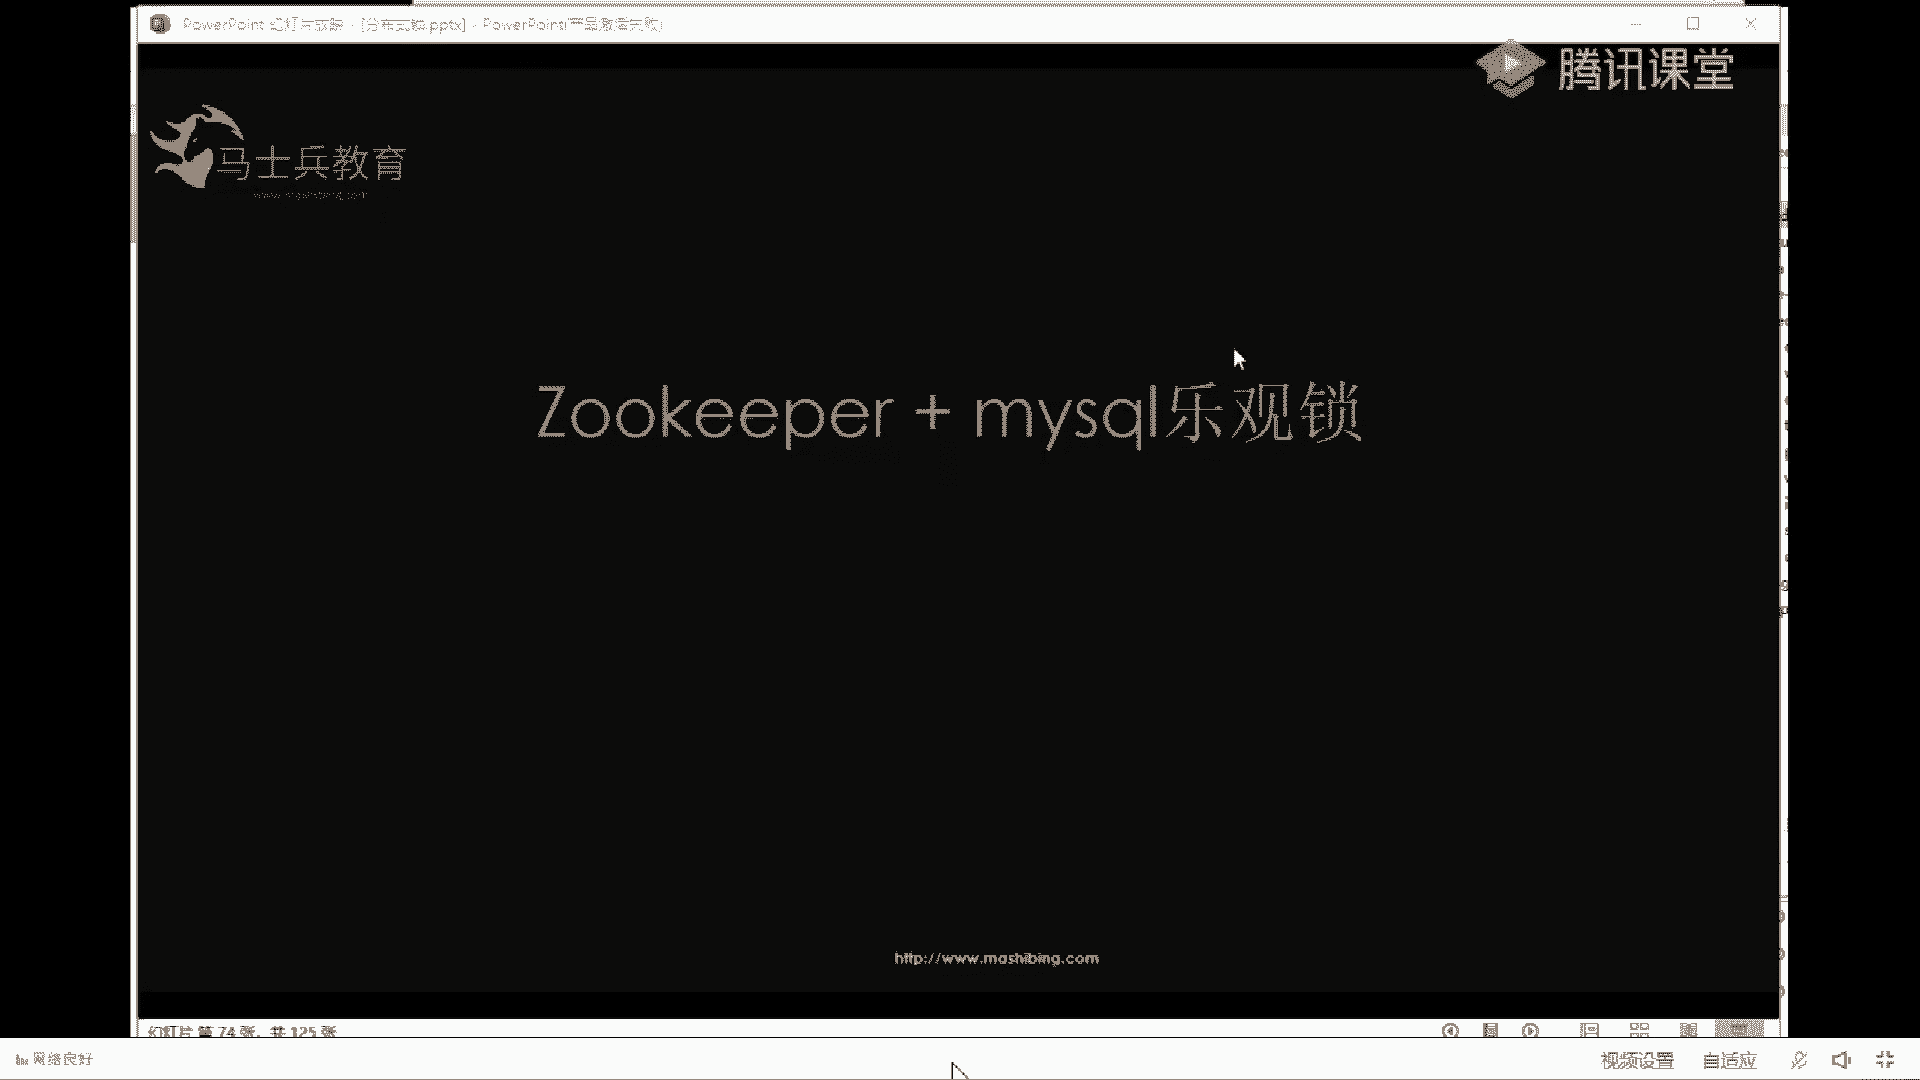 PowerPoint 幻灯片放映 - [分布式锁.pptx] - PowerPoint(产品激活失败)
腾讯课堂
马士兵教育
www.mashibing.com
Zookeeper + mysql乐观锁
http://www.mashibing.com
幻灯片 第 74 张，共 125 张
网络良好
视频设置
自适应